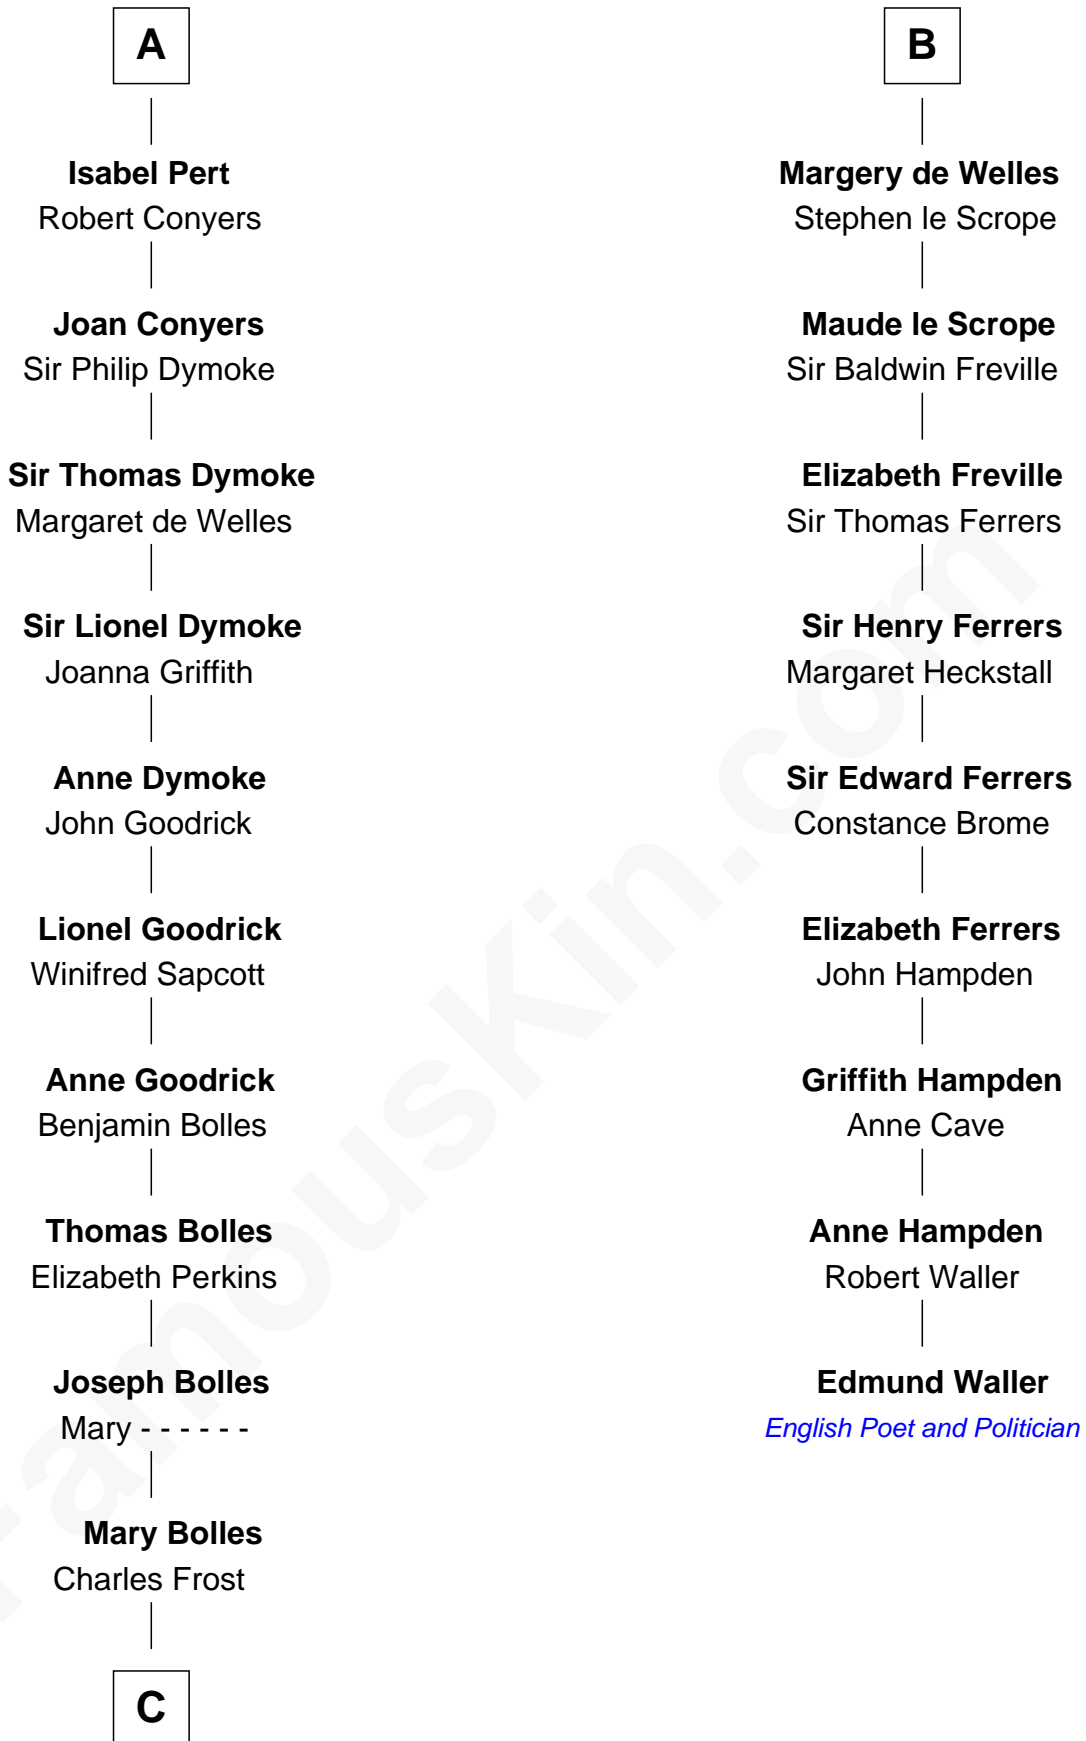 A
Isabel Pert
Robert Conyers
Joan Conyers
Sir Philip Dymoke
Sir Thomas Dymoke
Margaret de Welles
Sir Lionel Dymoke
Joanna Griffith
Anne Dymoke
John Goodrick
Lionel Goodrick
Winifred Sapcott
Anne Goodrick
Benjamin Bolles
Thomas Bolles
Elizabeth Perkins
Joseph Bolles
Mary - - - - - -
Mary Bolles
Charles Frost
C
B
Margery de Welles
Stephen le Scrope
Maude le Scrope
Sir Baldwin Freville
Elizabeth Freville
Sir Thomas Ferrers
Sir Henry Ferrers
Margaret Heckstall
Sir Edward Ferrers
Constance Brome
Elizabeth Ferrers
John Hampden
Griffith Hampden
Anne Cave
Anne Hampden
Robert Waller
Edmund Waller
English Poet and Politician
FamousKin.com